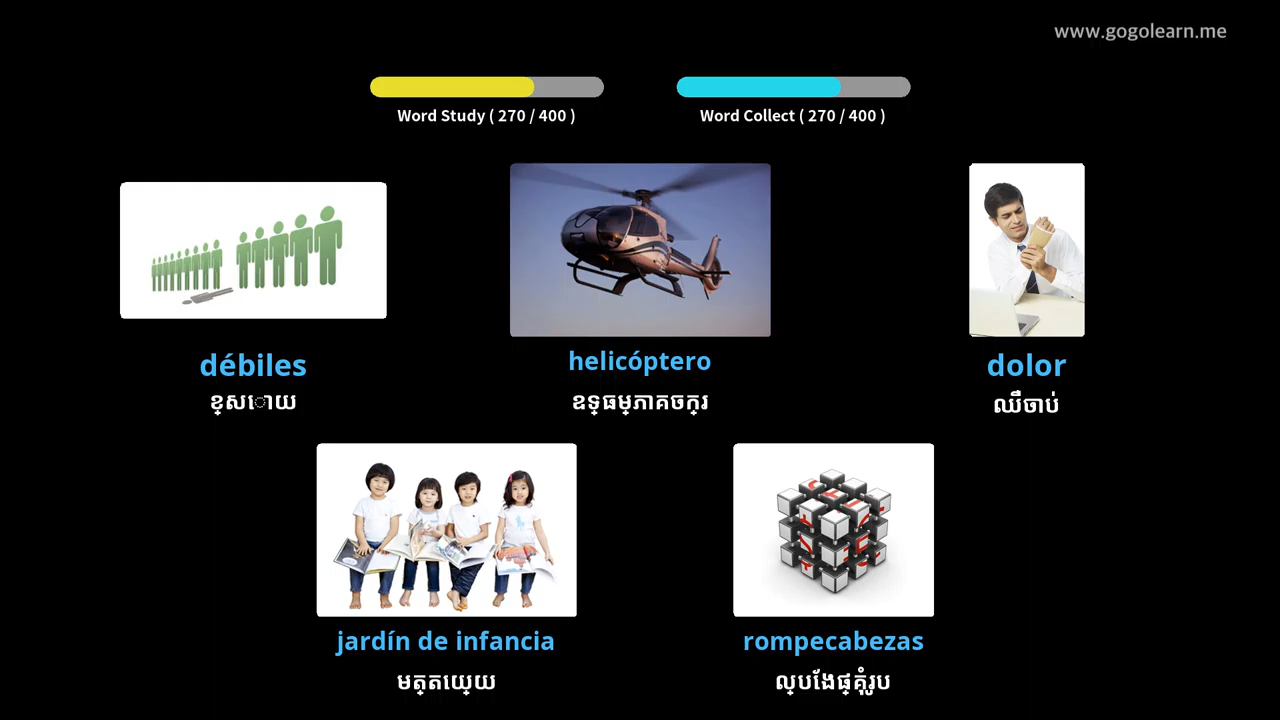 www.gogolearn.me
Word Study ( 270 / 400 )
Word Collect ( 270 / 400 )
débiles
ខ្សោយ
helicóptero
ឧទ្ធម្ភាគចក្រ
dolor
ឈឺចាប់
jardín de infancia
មត្តយ្យេ
rompecabezas
ល្បែងផ្គុំរូប